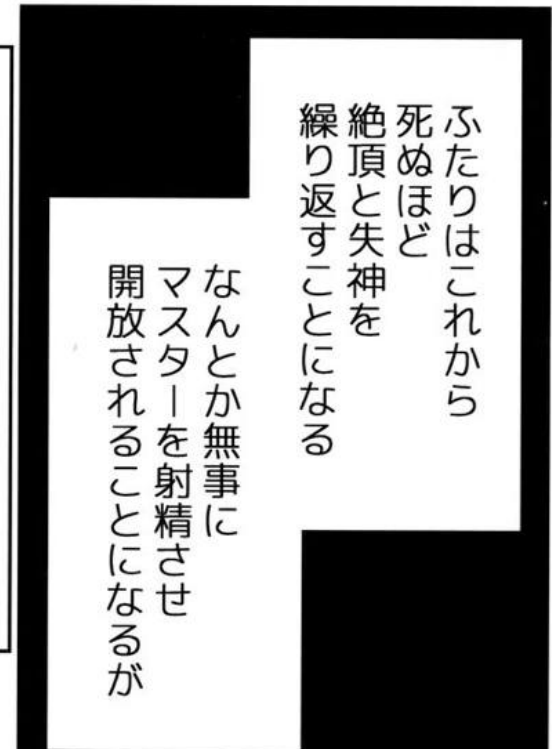 ふたりはこれから
死ぬほど
絶頂と失神を
繰り返すことになる
なんとか無事に
マスターを射精させ
開放されることになるが